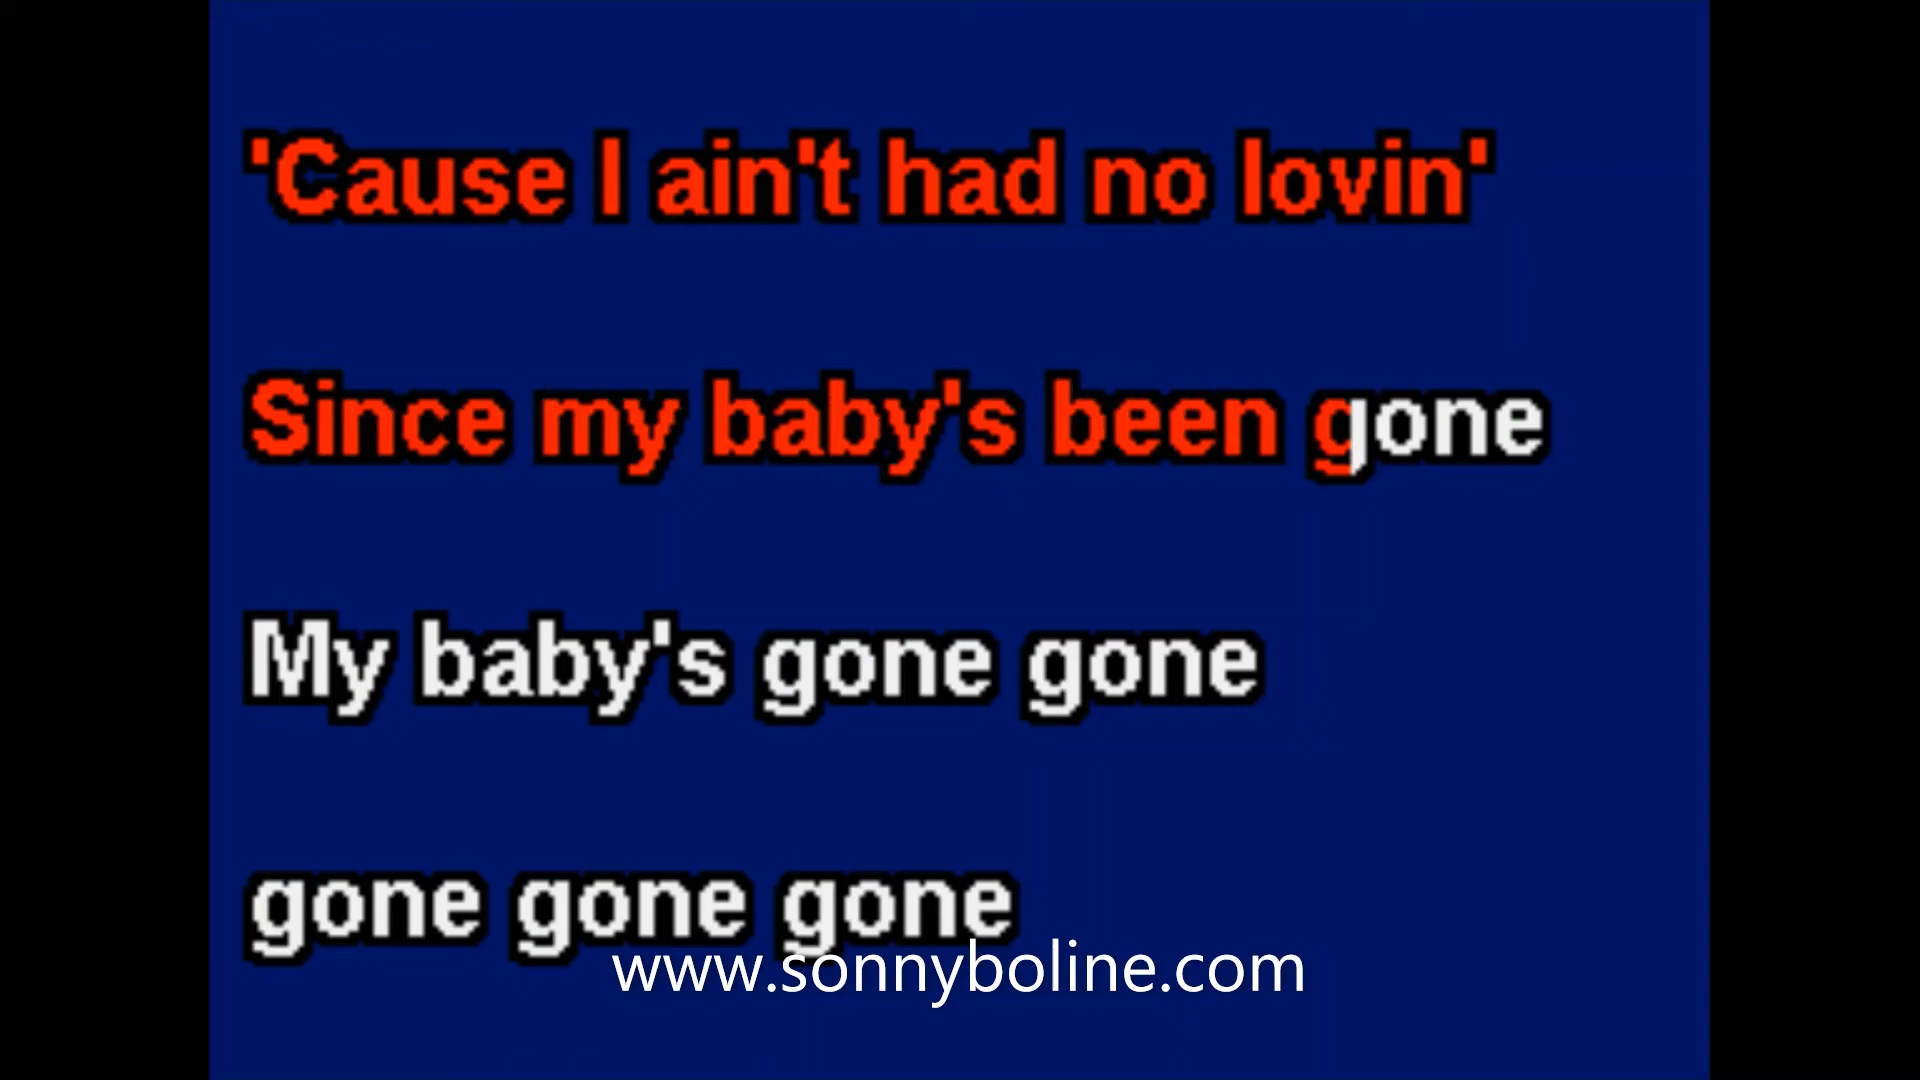 'Cause I ain't had no lovin'
Since my baby's been gone
My baby's gone gone
gone gone gone
www.sonnyboline.com